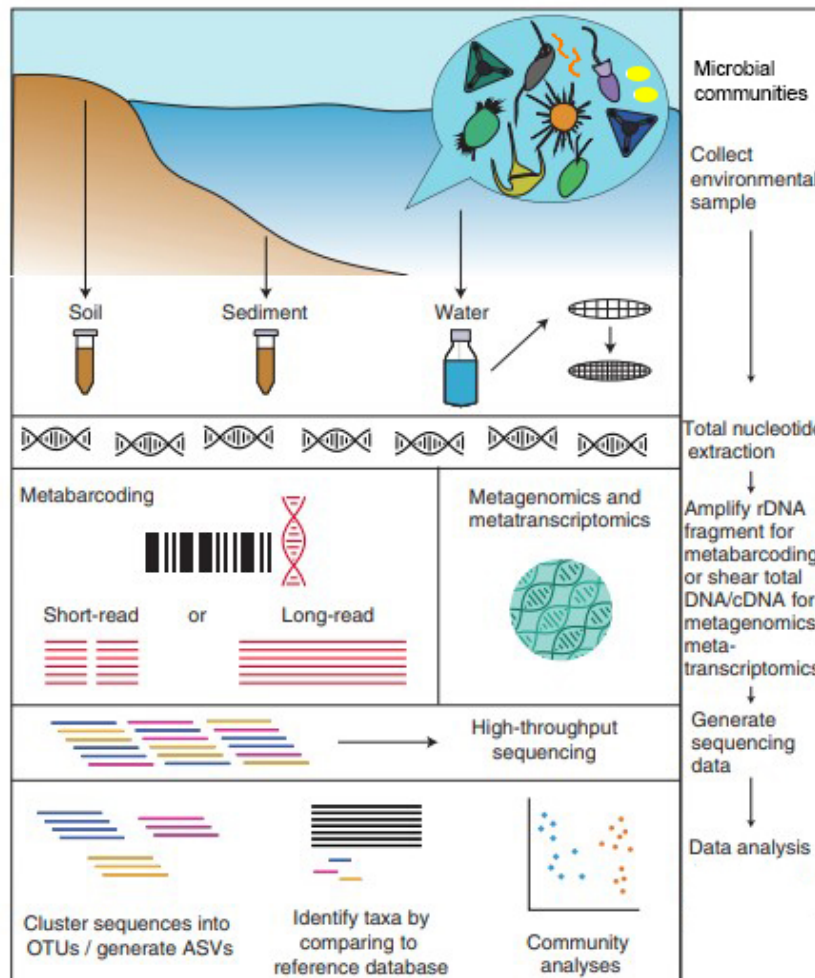 Microbial
communities
Collect
environmental
sample
Soil
Sediment
Water
Total nucleotide
extraction
Metabarcoding
Short-read
or
Long-read
Metagenomics and
metatranscriptomics
Amplify rDNA
fragment for
metabarcoding
or shear total
DNA/cDNA for
metagenomics
meta-
transcriptomics
High-throughput
sequencing
Generate
sequencing
data
Cluster sequences into
OTUs / generate ASVs
Identify taxa by
comparing to
reference database
Community
analyses
Data analysis